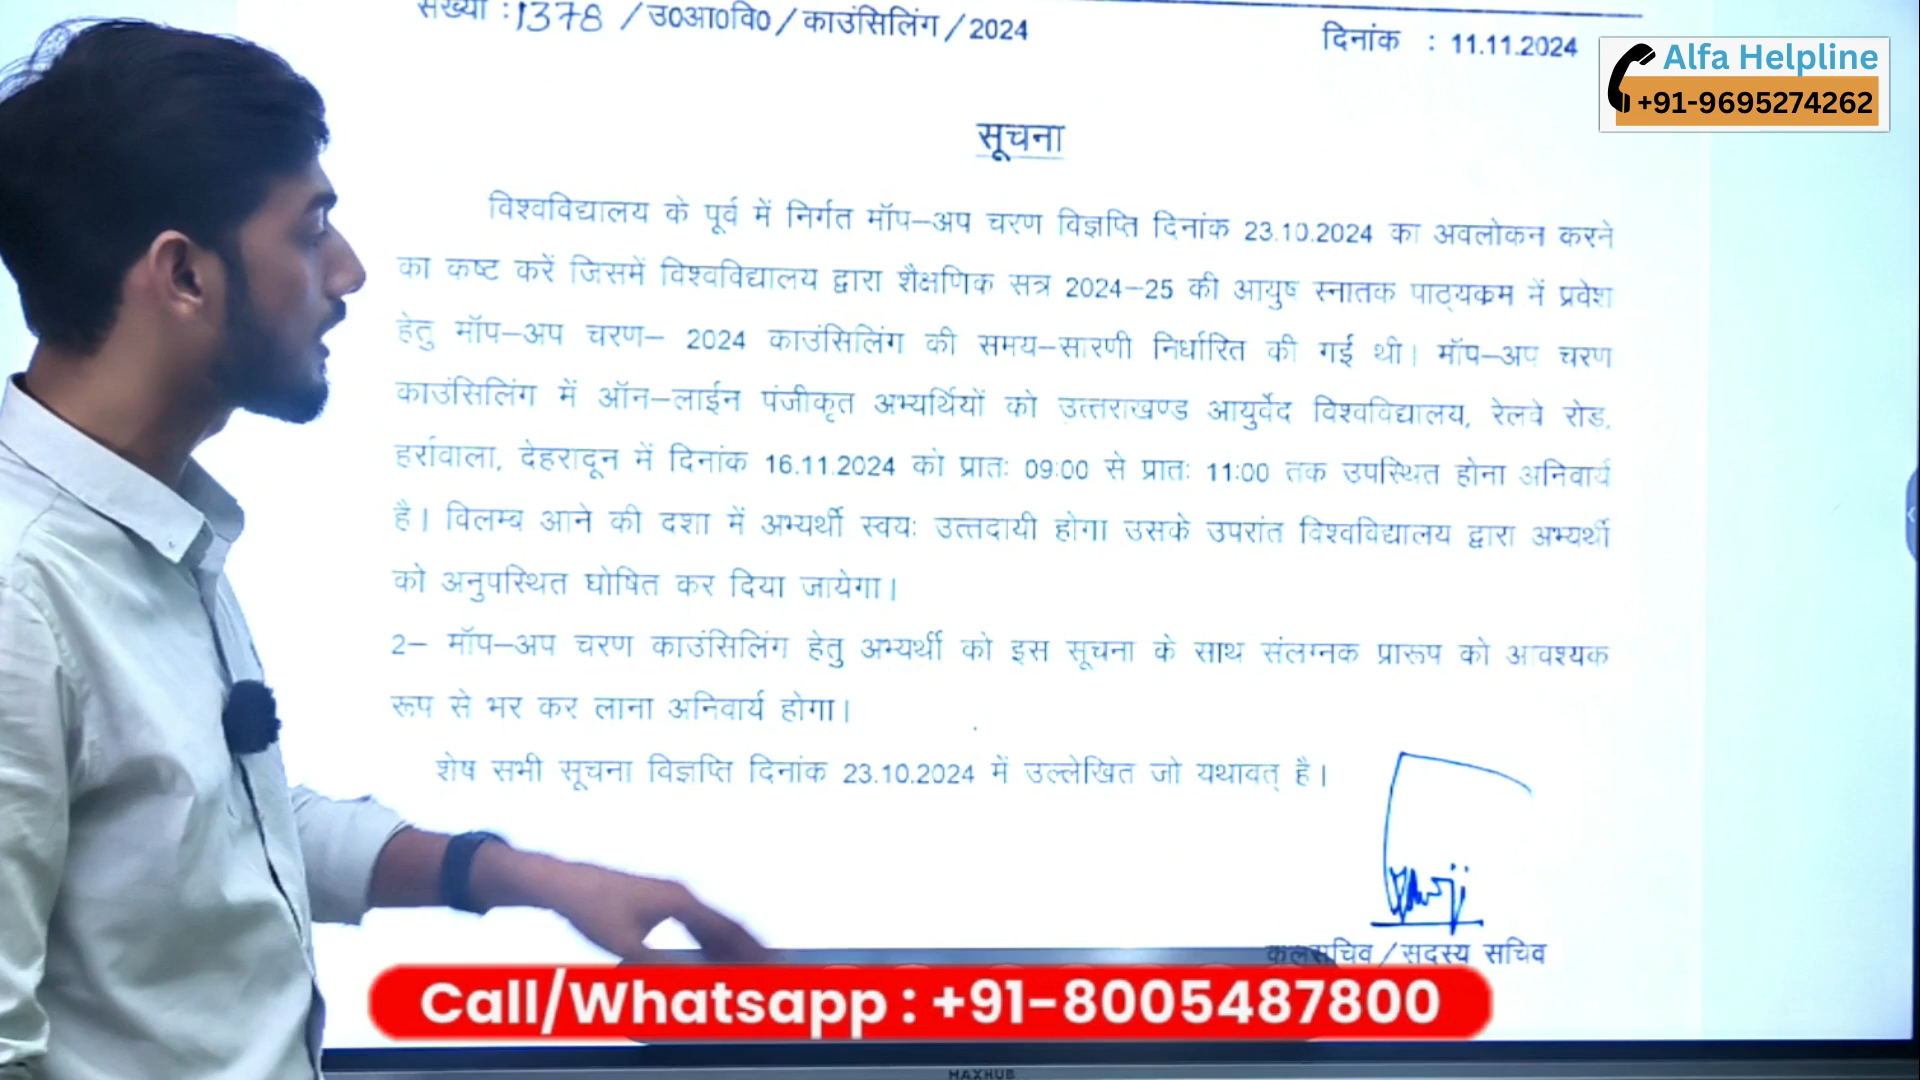 संख्या : 1378 / उ0आ0वि0 / काउंसिलिंग / 2024
दिनांक : 11.11.2024
Alfa Helpline
+91-9695274262
सूचना
विश्वविद्यालय के पूर्व में निर्गत मॉप-अप चरण विज्ञप्ति दिनांक 23.10.2024 का अवलोकन करने
का कष्ट करें जिसमें विश्वविद्यालय द्वारा शैक्षणिक सत्र 2024-25 की आयुष स्नातक पाठ्यकम में प्रवेश
हेतु मॉप-अप चरण- 2024 काउंसिलिंग की समय-सारणी निर्धारित की गई थी। मॉप-अप चरण
काउंसिलिंग में ऑन-लाईन पंजीकृत अभ्यर्थियों को उत्तराखण्ड आयुर्वेद विश्वविद्यालय, रेलवे रोड,
हर्रावाला, देहरादून में दिनांक 16.11.2024 को प्रातः 09:00 से प्रातः 11:00 तक उपस्थित होना अनिवार्य
है। विलम्ब आने की दशा में अभ्यर्थी स्वयः उत्तदायी होगा उसके उपरांत विश्वविद्यालय द्वारा अभ्यर्थी
को अनुपस्थित घोषित कर दिया जायेगा।
2- मॉप-अप चरण काउंसिलिंग हेतु अभ्यर्थी को इस सूचना के साथ संलग्नक प्रारूप को आवश्यक
रूप से भर कर लाना अनिवार्य होगा।
शेष सभी सूचना विज्ञप्ति दिनांक 23.10.2024 में उल्लेखित जो यथावत् है।
कुलसचिव / सदस्य सचिव
Call/Whatsapp : +91-8005487800
MAXHUB